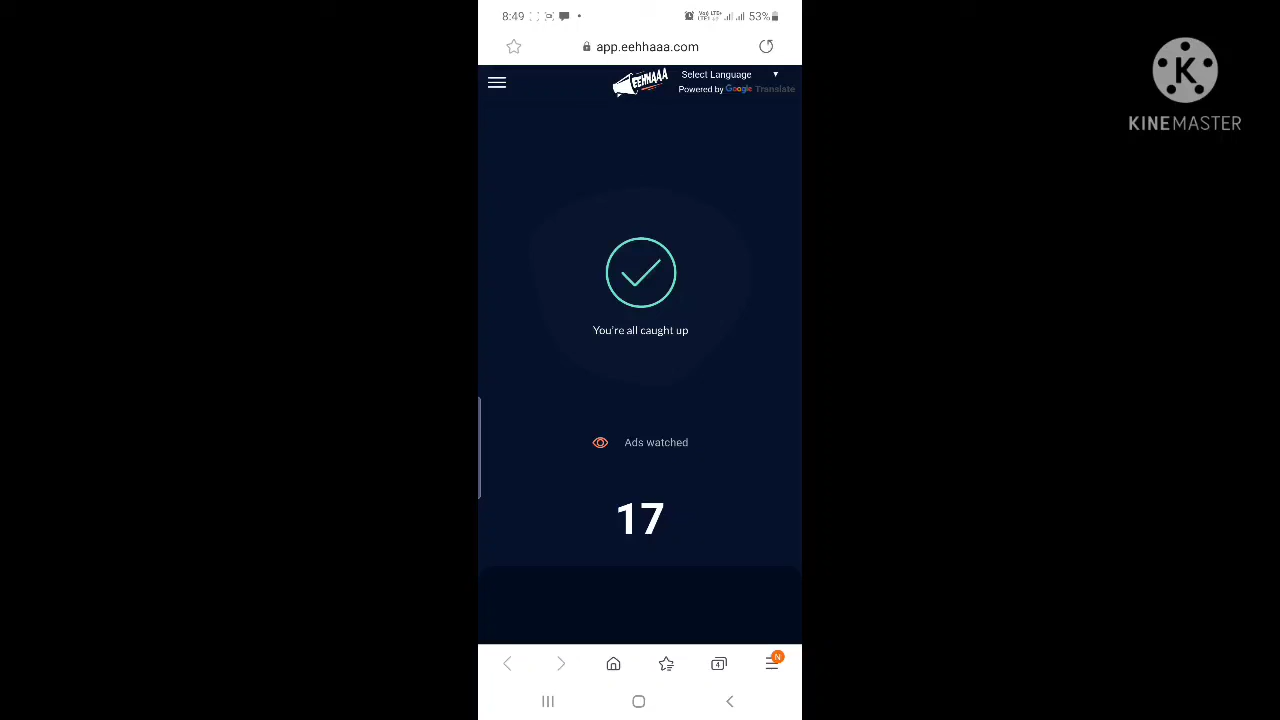 8:49
53%
app.eehhaaa.com
EEHHAAA
Select Language
Powered by Google Translate
You're all caught up
Ads watched
17
4
N
K
KINEMASTER